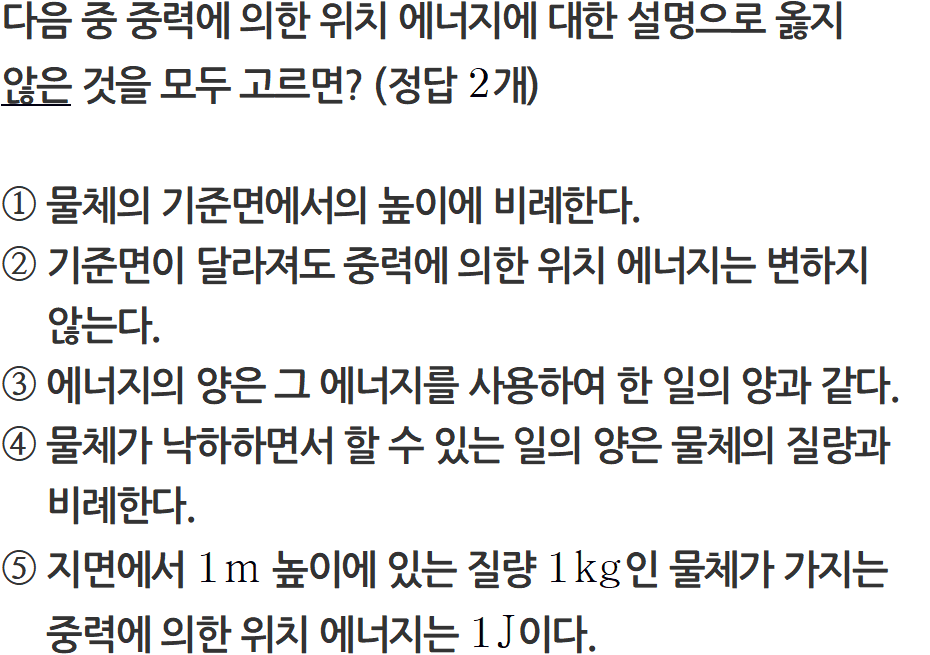 다음 중 중력에 의한 위치 에너지에 대한 설명으로 옳지
않은 것을 모두 고르면? (정답 2개)
① 물체의 기준면에서의 높이에 비례한다.
② 기준면이 달라져도 중력에 의한 위치 에너지는 변하지
않는다.
③ 에너지의 양은 그 에너지를 사용하여 한 일의 양과 같다.
④ 물체가 낙하하면서 할 수 있는 일의 양은 물체의 질량과
비례한다.
⑤ 지면에서 1m 높이에 있는 질량 1kg인 물체가 가지는
중력에 의한 위치 에너지는 1J이다.